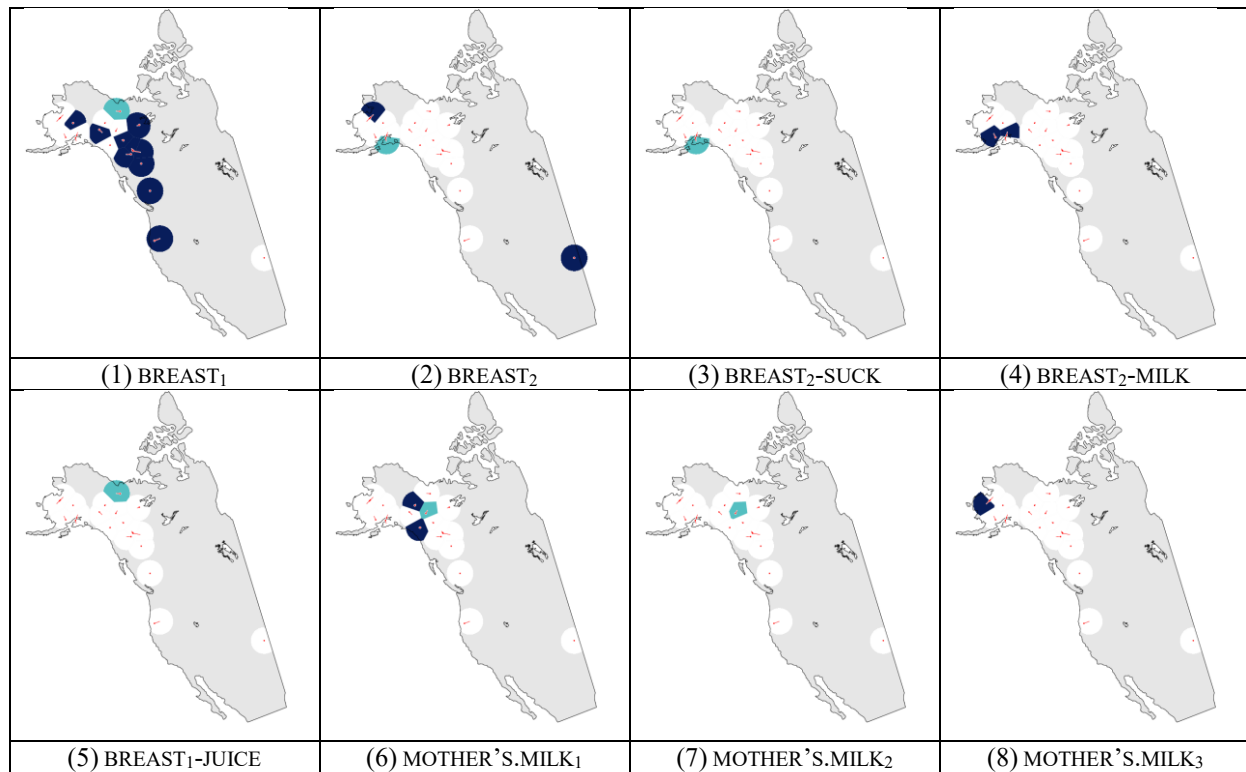 (1) BREAST₁ (2) BREAST₂ (3) BREAST₂-SUCK (4) BREAST₂-MILK
(5) BREAST₁-JUICE (6) MOTHER’S.MILK₁ (7) MOTHER’S.MILK₂ (8) MOTHER’S.MILK₃